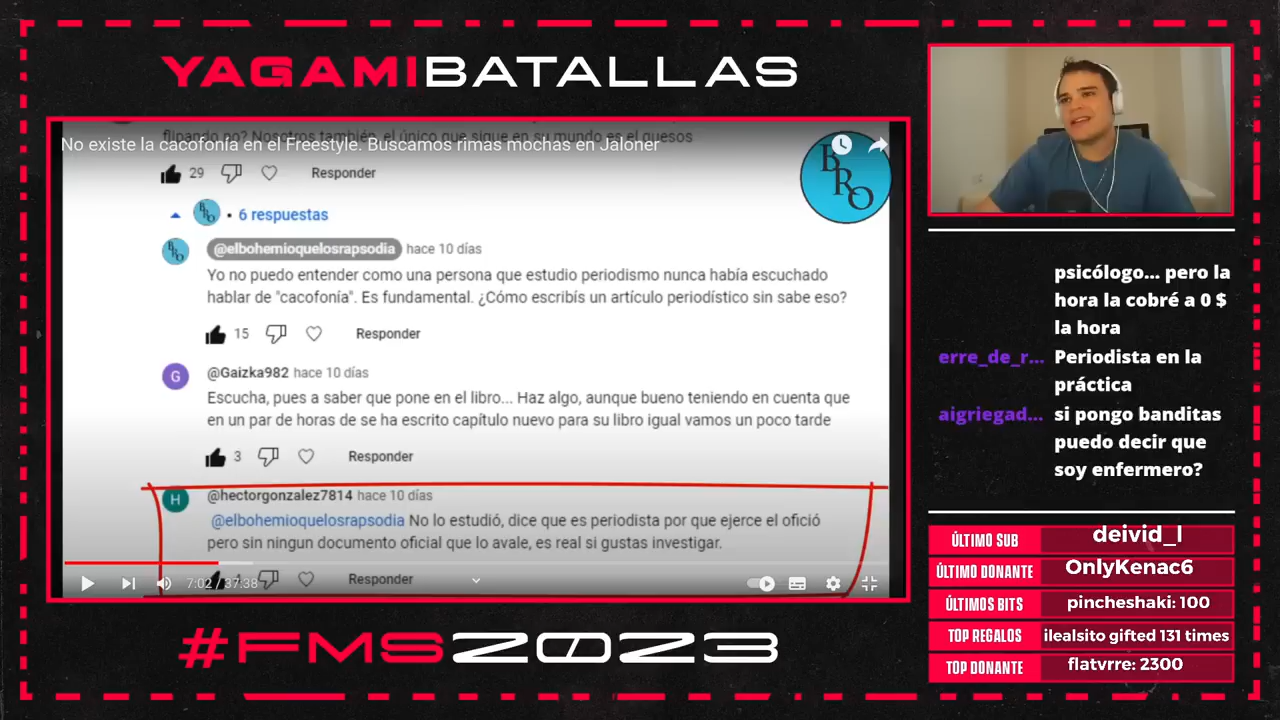 YAGAMIBATALLAS
flipando no? Nosotros también, el único que sigue en su mundo es el quesos
No existe la cacofonía en el Freestyle. Buscamos rimas mochas en Jaloner
BRO
29 Responder
BRO • 6 respuestas
BRO @elbohemioquelosrapsodia hace 10 días
Yo no puedo entender como una persona que estudio periodismo nunca había escuchado
hablar de "cacofonía". Es fundamental. ¿Cómo escribís un artículo periodístico sin sabe eso?
15 Responder
G @Gaizka982 hace 10 días
Escucha, pues a saber que pone en el libro... Haz algo, aunque bueno teniendo en cuenta que
en un par de horas de se ha escrito capítulo nuevo para su libro igual vamos un poco tarde
3 Responder
H @hectorgonzalez7814 hace 10 días
@elbohemioquelosrapsodia No lo estudió, dice que es periodista por que ejerce el ofició
pero sin ningun documento oficial que lo avale, es real si gustas investigar.
7:02 / 37:38 Responder
#FMS2023
psicólogo... pero la
hora la cobré a 0 $
la hora
erre_de_r... Periodista en la
práctica
aigriegad... si pongo banditas
puedo decir que
soy enfermero?
ÚLTIMO SUB deivid_l
ÚLTIMO DONANTE OnlyKenac6
ÚLTIMOS BITS pincheshaki: 100
TOP REGALOS ilealsito gifted 131 times
TOP DONANTE flatvrre: 2300